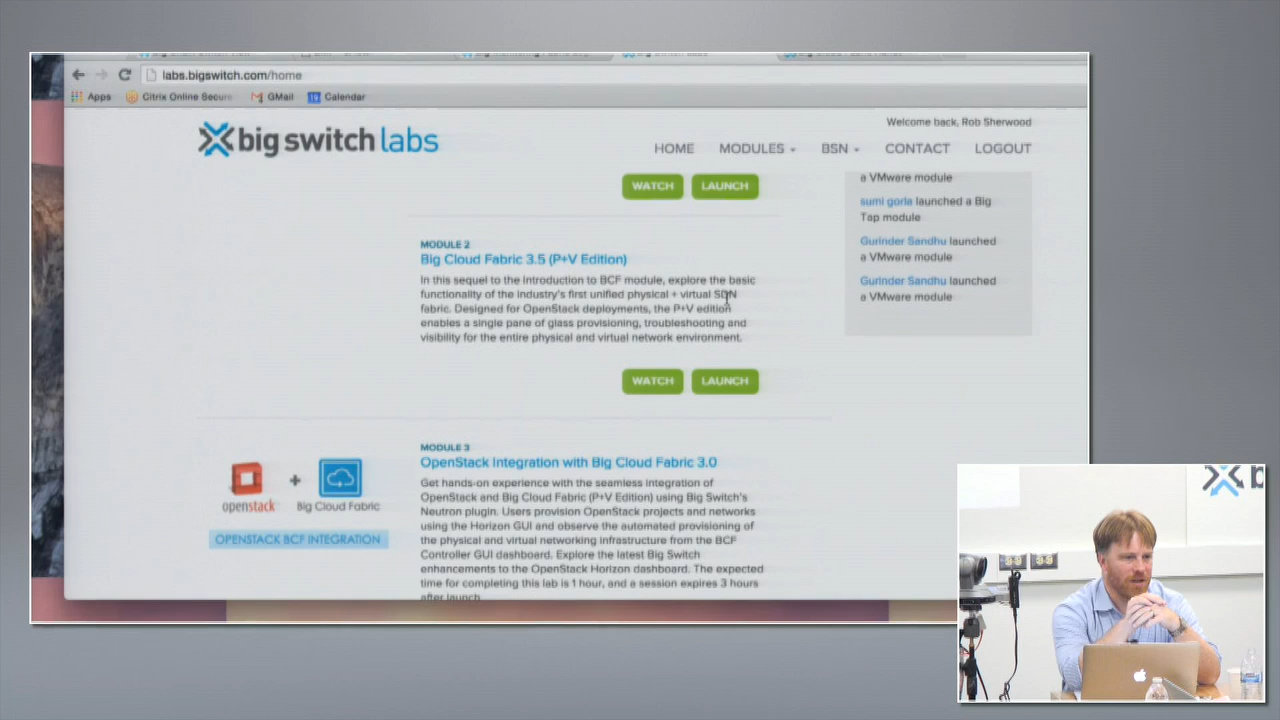 labs.bigswitch.com/home
Apps
Citrix Online Secure
GMail
19
Calendar
big switch labs
Welcome back, Rob Sherwood
HOME
MODULES
BSN
CONTACT
LOGOUT
WATCH
LAUNCH
a VMware module
sumi gorla launched a Big
Tap module
Gurinder Sandhu launched
a VMware module
Gurinder Sandhu launched
a VMware module
MODULE 2
Big Cloud Fabric 3.5 (P+V Edition)
In this sequel to the Introduction to BCF module, explore the basic
functionality of the industry's first unified physical + virtual SDN
fabric. Designed for OpenStack deployments, the P+V edition
enables a single pane of glass provisioning, troubleshooting and
visibility for the entire physical and virtual network environment.
WATCH
LAUNCH
openstack
+
Big Cloud Fabric
OPENSTACK BCF INTEGRATION
MODULE 3
OpenStack Integration with Big Cloud Fabric 3.0
Get hands-on experience with the seamless integration of
OpenStack and Big Cloud Fabric (P+V Edition) using Big Switch's
Neutron plugin. Users provision OpenStack projects and networks
using the Horizon GUI and observe the automated provisioning of
the physical and virtual networking infrastructure from the BCF
Controller GUI dashboard. Explore the latest Big Switch
enhancements to the OpenStack Horizon dashboard. The expected
time for completing this lab is 1 hour, and a session expires 3 hours
after launch